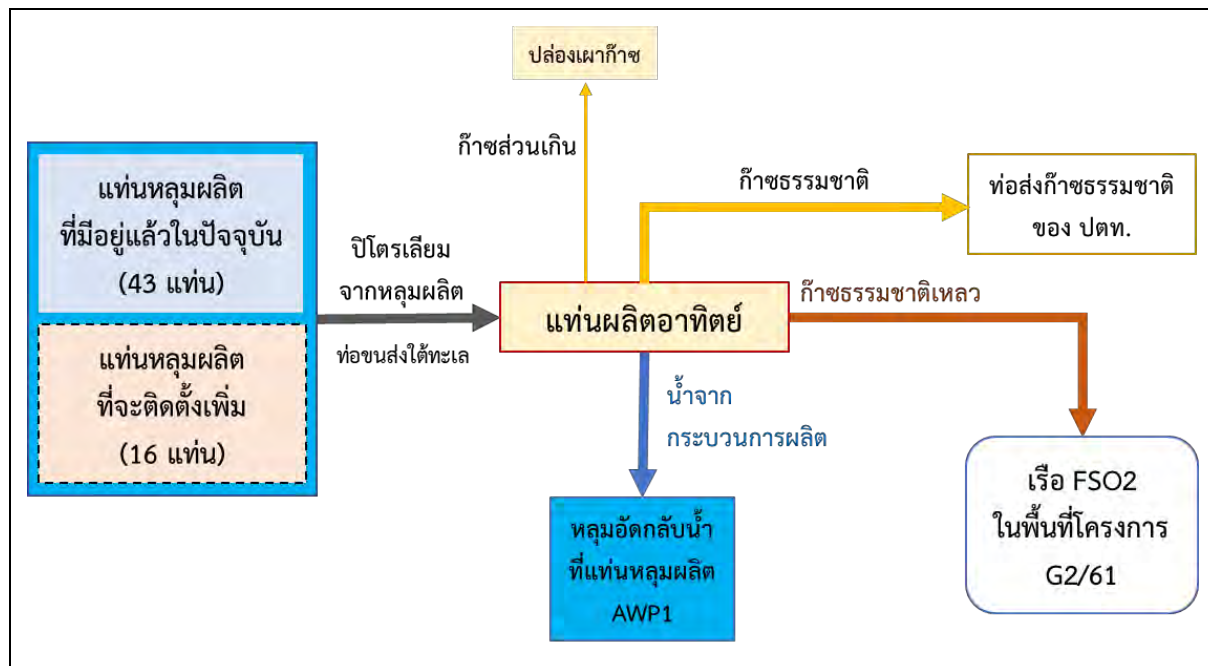 ปล่องเผาก๊าซ
ก๊าซส่วนเกิน
แท่นหลุมผลิต
ที่มีอยู่แล้วในปัจจุบัน
(43 แท่น)
แท่นหลุมผลิต
ที่จะติดตั้งเพิ่ม
(16 แท่น)
ปิโตรเลียม
จากหลุมผลิต
ท่อขนส่งใต้ทะเล
แท่นผลิตอาทิตย์
ก๊าซธรรมชาติ
ท่อส่งก๊าซธรรมชาติ
ของ ปตท.
ก๊าซธรรมชาติเหลว
น้ำจาก
กระบวนการผลิต
หลุมอัดกลับน้ำ
ที่แท่นหลุมผลิต
AWP1
เรือ FSO2
ในพื้นที่โครงการ
G2/61